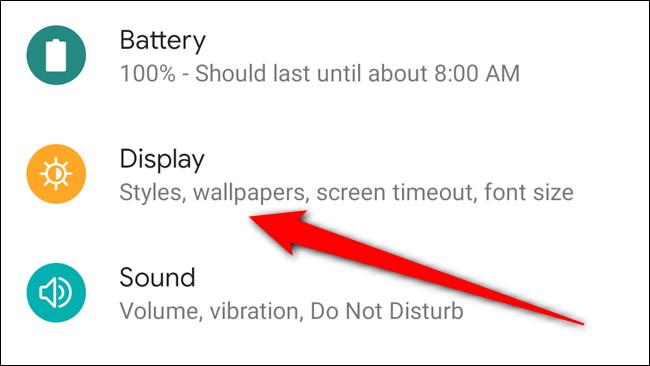 Battery
100% - Should last until about 8:00 AM
Display
Styles, wallpapers, screen timeout, font size
Sound
Volume, vibration, Do Not Disturb